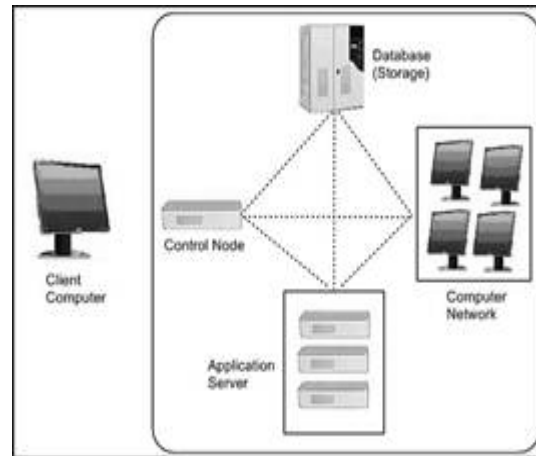 Database
(Storage)
Control Node
Client
Computer
Computer
Network
Application
Server